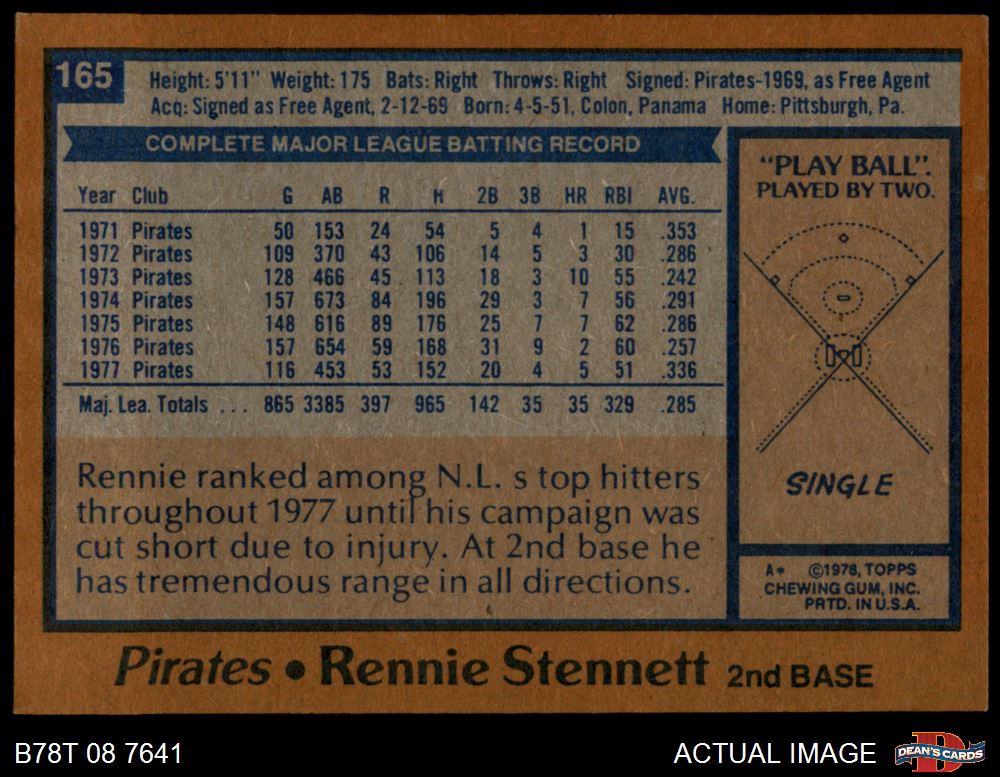 165
Height: 5'11" Weight: 175 Bats: Right Throws: Right Signed: Pirates-1969, as Free Agent
Acq: Signed as Free Agent, 2-12-69 Born: 4-5-51, Colon, Panama Home: Pittsburgh, Pa.
COMPLETE MAJOR LEAGUE BATTING RECORD
Year Club G AB R H 2B 3B HR RBI AVG.
1971 Pirates 50 153 24 54 5 4 1 15 .353
1972 Pirates 109 370 43 106 14 5 3 30 .286
1973 Pirates 128 466 45 113 18 3 10 55 .242
1974 Pirates 157 673 84 196 29 3 7 56 .291
1975 Pirates 148 616 89 176 25 7 7 62 .286
1976 Pirates 157 654 59 168 31 9 2 60 .257
1977 Pirates 116 453 53 152 20 4 5 51 .336
Maj. Lea. Totals ... 865 3385 397 965 142 35 35 329 .285
Rennie ranked among N.L. s top hitters
throughout 1977 until his campaign was
cut short due to injury. At 2nd base he
has tremendous range in all directions.
"PLAY BALL".
PLAYED BY TWO.
SINGLE
A* ©1978, TOPPS
CHEWING GUM, INC.
PRTD. IN U.S.A.
Pirates • Rennie Stennett 2nd BASE
B78T 08 7641
ACTUAL IMAGE
D
DEAN'S CARDS